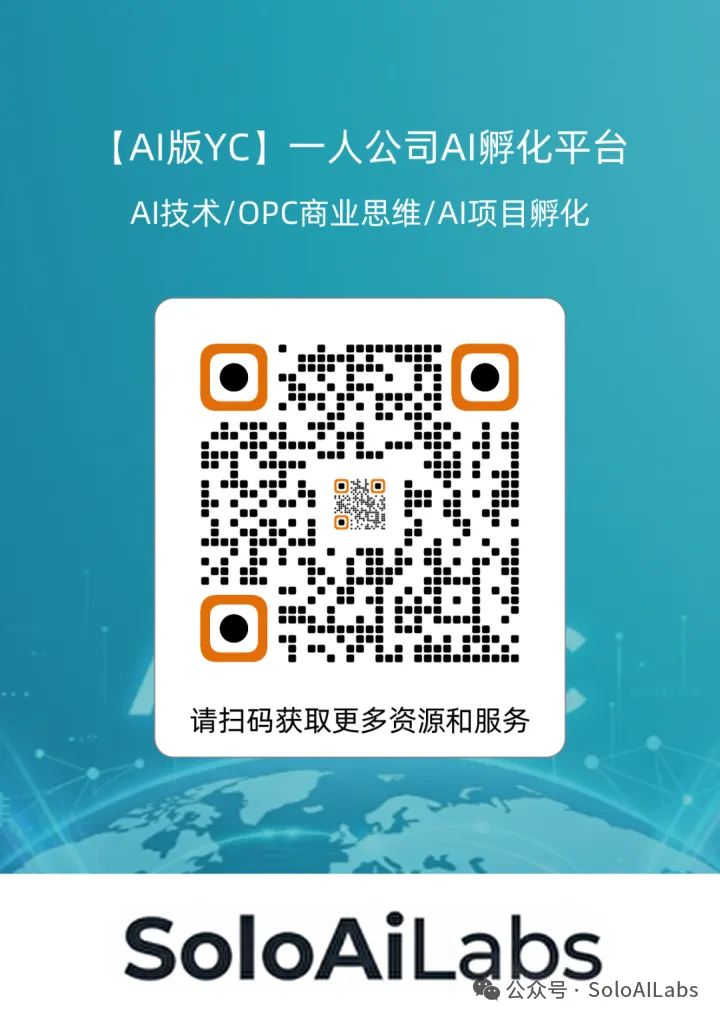 【AI版YC】一人公司AI孵化平台
AI技术/OPC商业思维/AI项目孵化
请扫码获取更多资源和服务
SoloAiLabs
公众号 · SoloAILabs